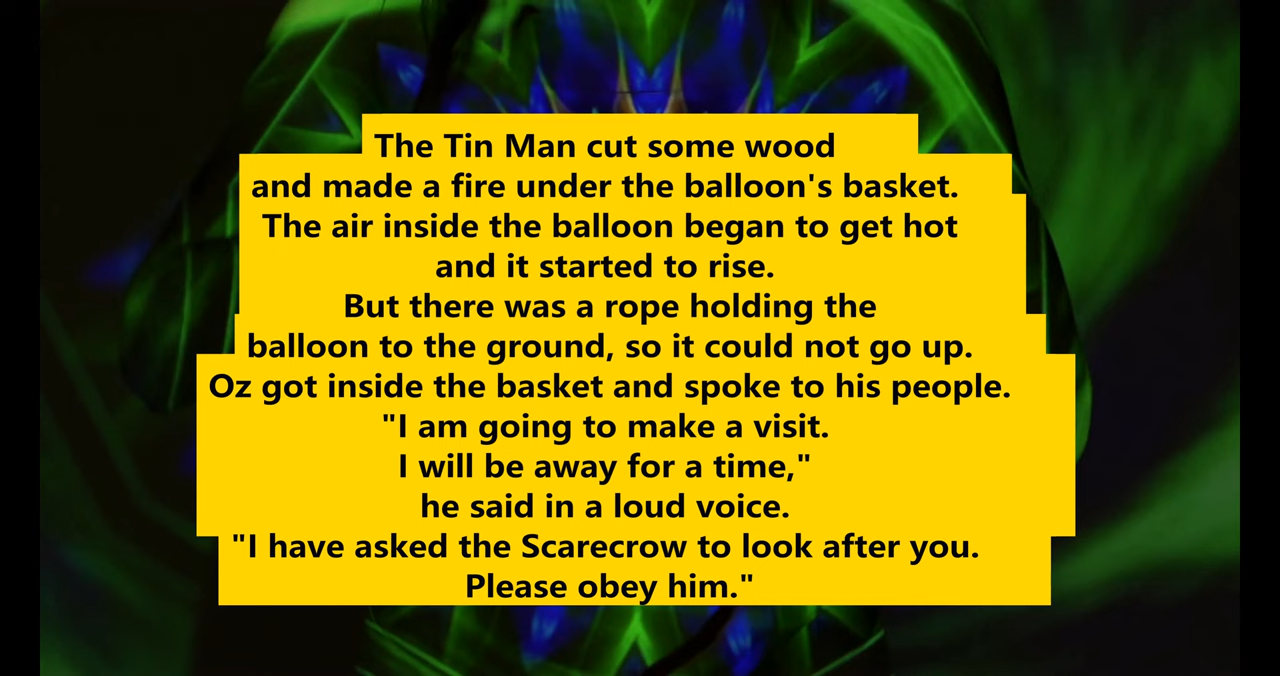 The Tin Man cut some wood
and made a fire under the balloon's basket.
The air inside the balloon began to get hot
and it started to rise.
But there was a rope holding the
balloon to the ground, so it could not go up.
Oz got inside the basket and spoke to his people.
"I am going to make a visit.
I will be away for a time,"
he said in a loud voice.
"I have asked the Scarecrow to look after you.
Please obey him."